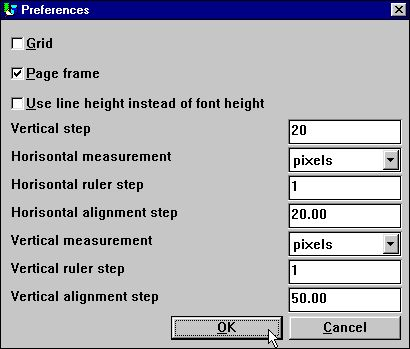 Preferences
Grid
Page frame
Use line height instead of font height
Vertical step 20
Horisontal measurement pixels
Horisontal ruler step 1
Horisontal alignment step 20.00
Vertical measurement pixels
Vertical ruler step 1
Vertical alignment step 50.00
OK Cancel